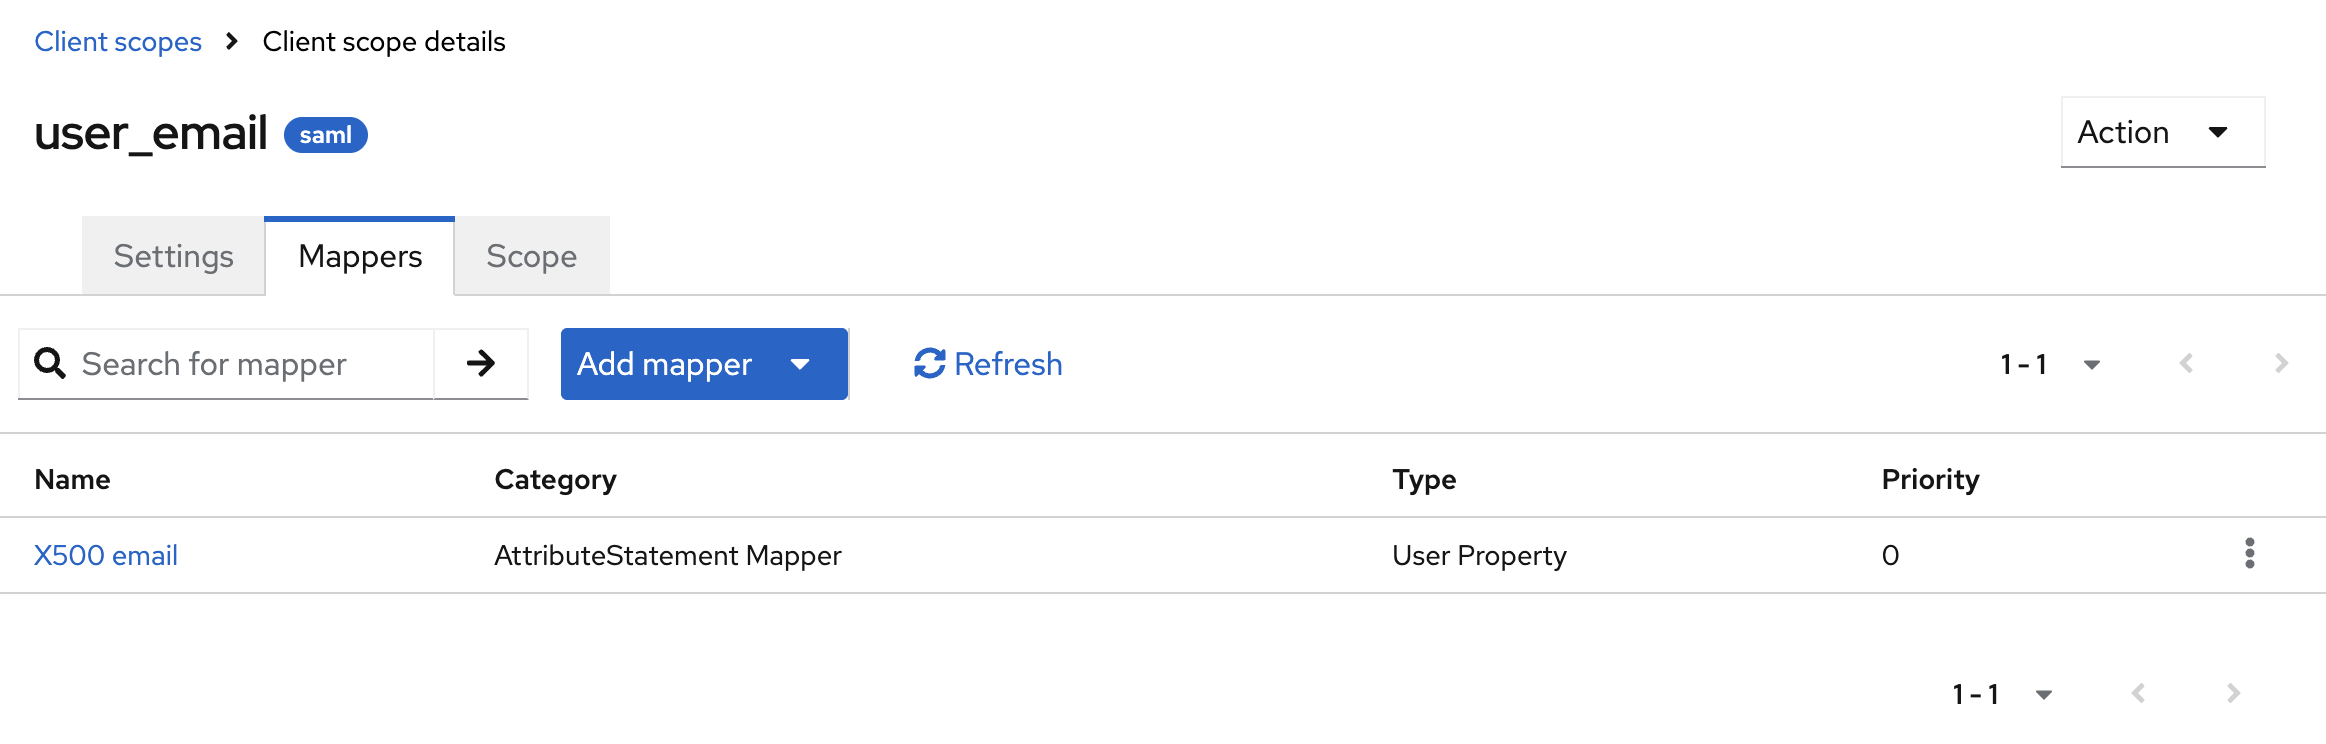 Client scopes > Client scope details
user_email saml
Action
Settings Mappers Scope
Search for mapper Add mapper Refresh 1 - 1
Name Category Type Priority
X500 email AttributeStatement Mapper User Property 0
1 - 1